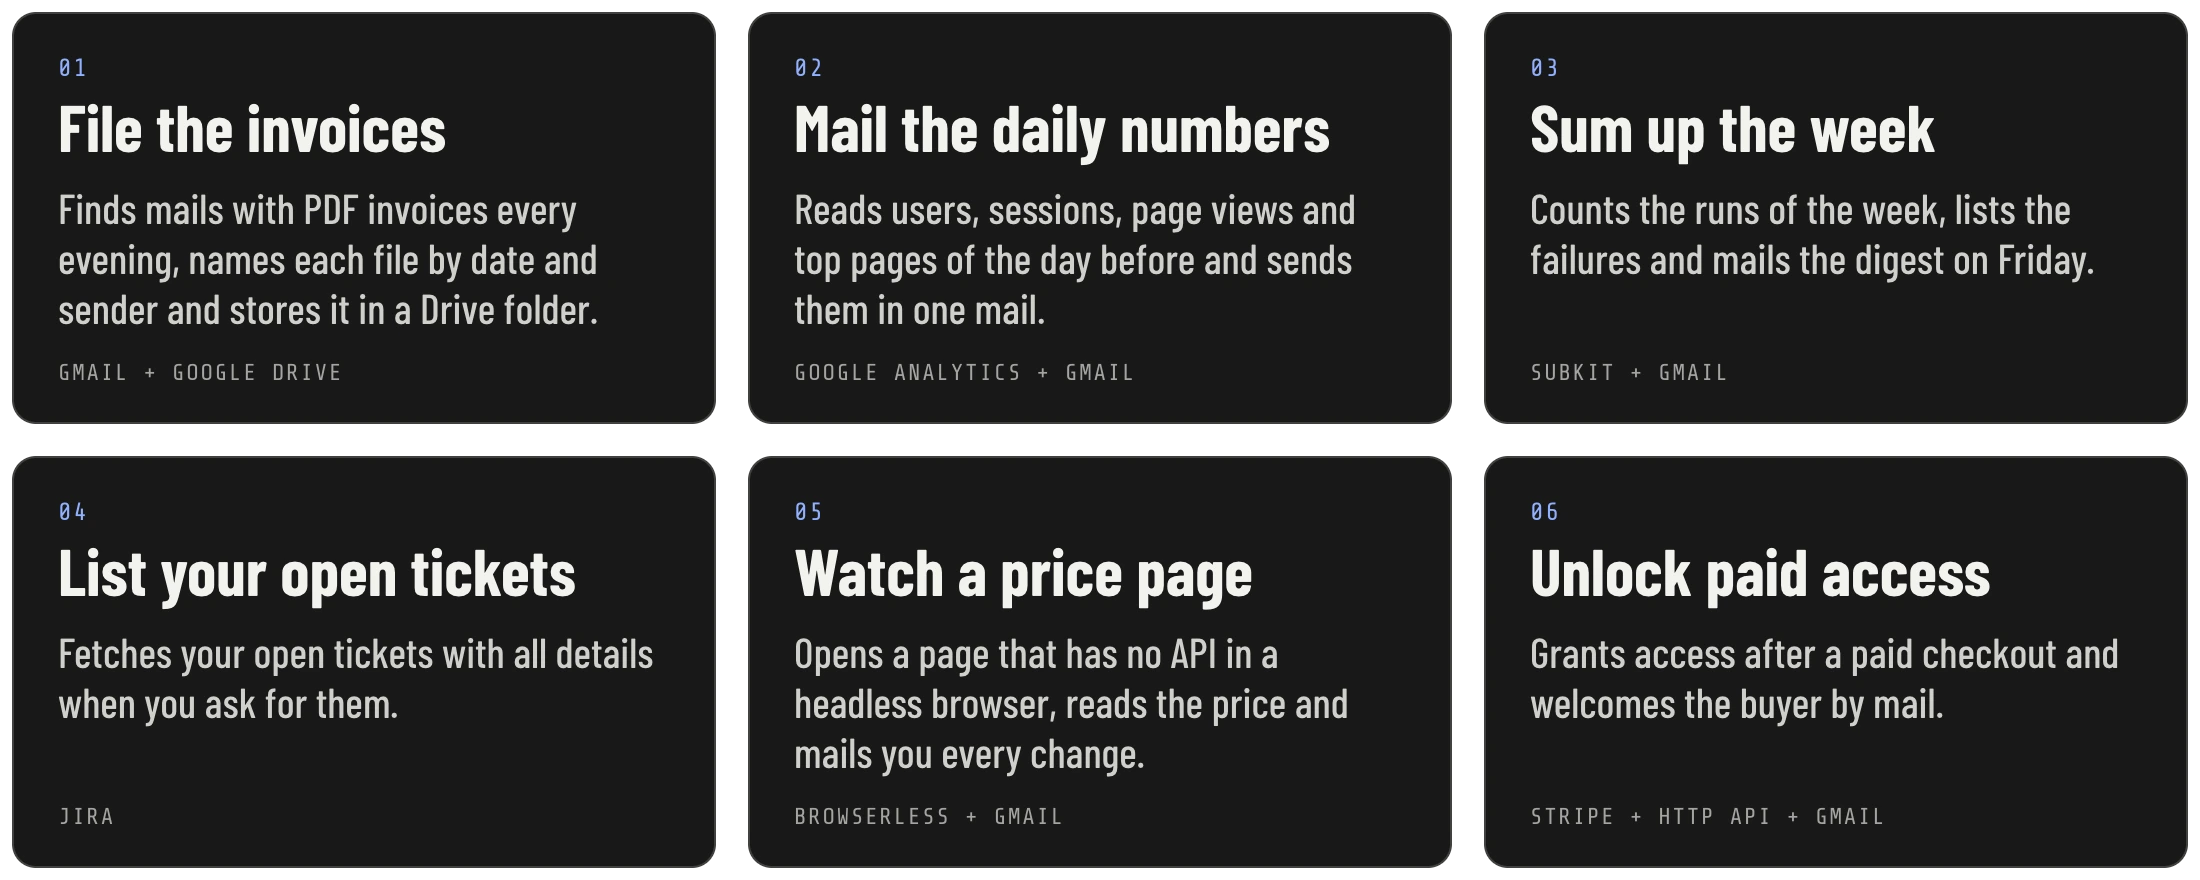 01
File the invoices
Finds mails with PDF invoices every
evening, names each file by date and
sender and stores it in a Drive folder.
GMAIL + GOOGLE DRIVE
02
Mail the daily numbers
Reads users, sessions, page views and
top pages of the day before and sends
them in one mail.
GOOGLE ANALYTICS + GMAIL
03
Sum up the week
Counts the runs of the week, lists the
failures and mails the digest on Friday.
SUBKIT + GMAIL
04
List your open tickets
Fetches your open tickets with all details
when you ask for them.
JIRA
05
Watch a price page
Opens a page that has no API in a
headless browser, reads the price and
mails you every change.
BROWSERLESS + GMAIL
06
Unlock paid access
Grants access after a paid checkout and
welcomes the buyer by mail.
STRIPE + HTTP API + GMAIL